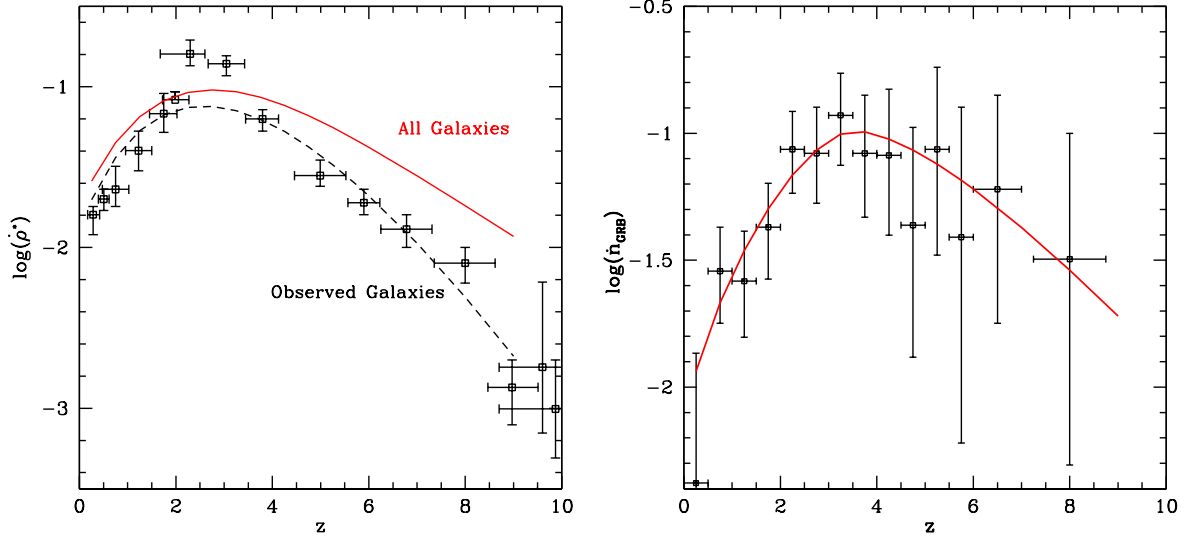 −1
−2
−3
log(ρ̇*)
All Galaxies
Observed Galaxies
0 2 4 6 8 10
z
−0.5
−1
−1.5
−2
log(ṅGRB)
0 2 4 6 8 10
z